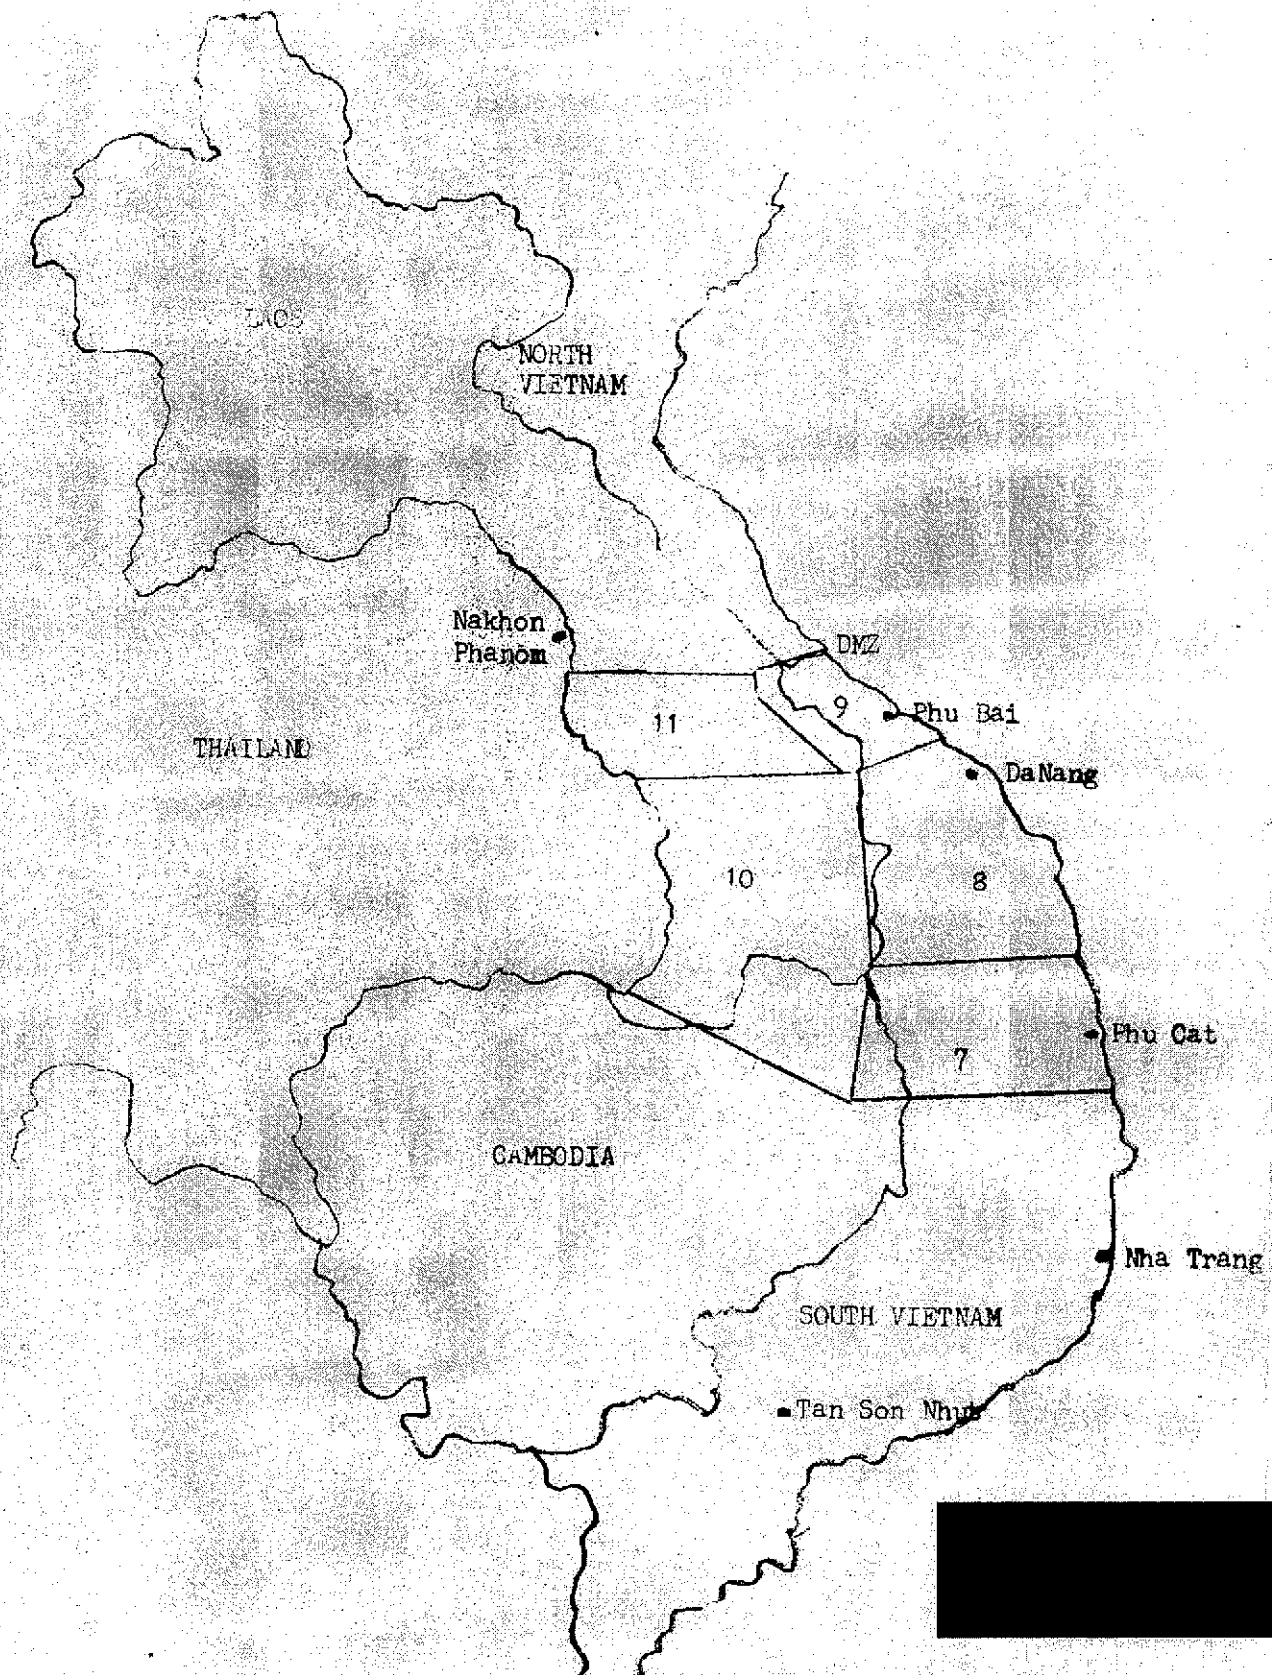 LAOS
NORTH
VIETNAM
Nakhon
Phanom
DMZ
9
Phu Bai
11
THAILAND
DaNang
10
8
Phu Cat
7
CAMBODIA
Nha Trang
SOUTH VIETNAM
Tan Son Nhut